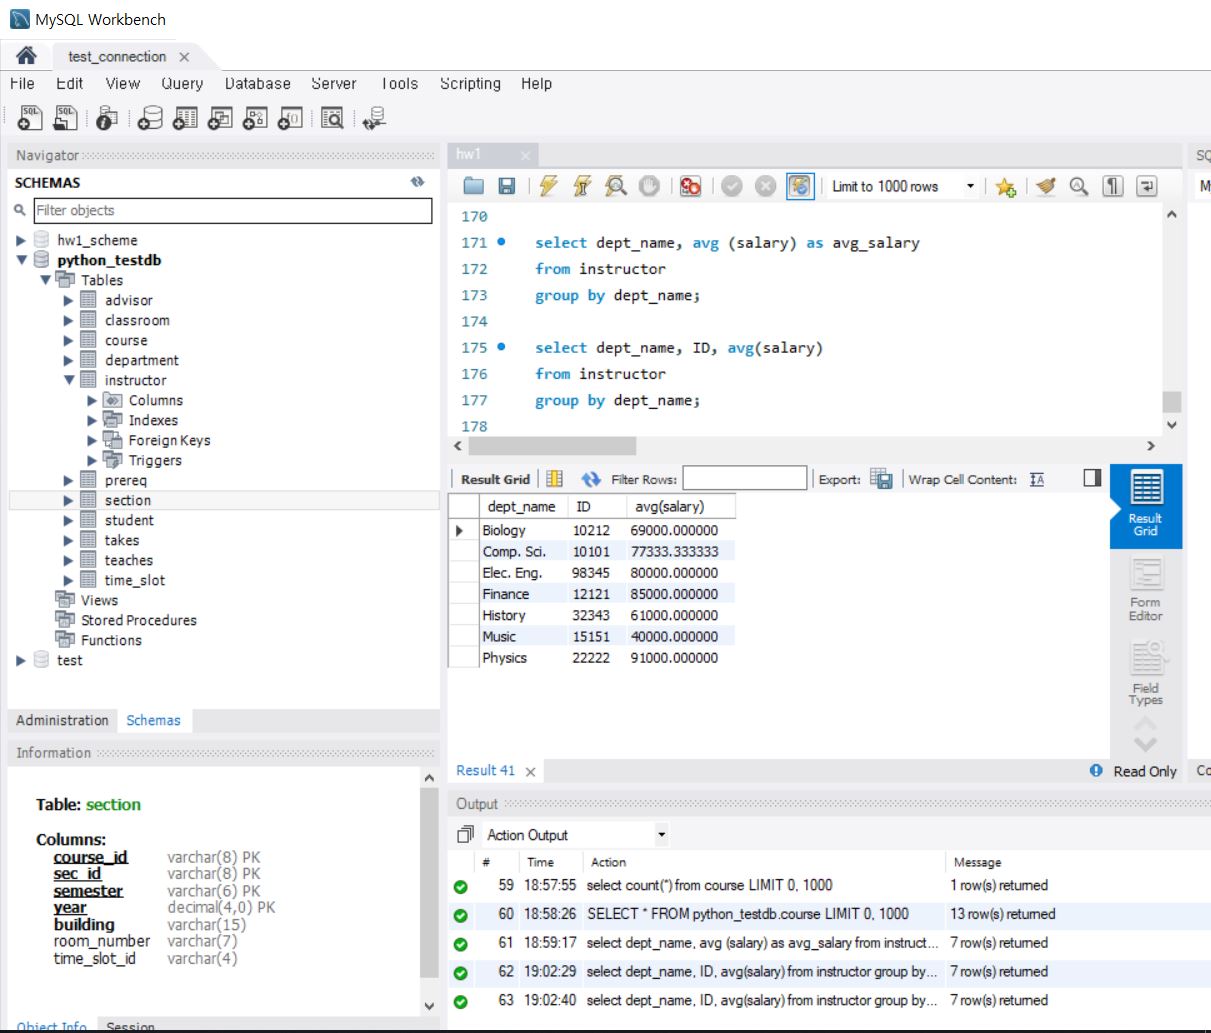 MySQL Workbench
test_connection
File Edit View Query Database Server Tools Scripting Help
Navigator
SCHEMAS
Filter objects
hw1_scheme
python_testdb
Tables
advisor
classroom
course
department
instructor
Columns
Indexes
Foreign Keys
Triggers
prereq
section
student
takes
teaches
time_slot
Views
Stored Procedures
Functions
test
Administration Schemas
Information
Table: section
Columns:
course_id varchar(8) PK
sec_id varchar(8) PK
semester varchar(6) PK
year decimal(4,0) PK
building varchar(15)
room_number varchar(7)
time_slot_id varchar(4)
Object Info Session
hw1
Limit to 1000 rows
170
171 select dept_name, avg (salary) as avg_salary
172 from instructor
173 group by dept_name;
174
175 select dept_name, ID, avg(salary)
176 from instructor
177 group by dept_name;
178
Result Grid Filter Rows: Export: Wrap Cell Content:
dept_name ID avg(salary)
Biology 10212 69000.000000
Comp. Sci. 10101 77333.333333
Elec. Eng. 98345 80000.000000
Finance 12121 85000.000000
History 32343 61000.000000
Music 15151 40000.000000
Physics 22222 91000.000000
Result
Grid
Form
Editor
Field
Types
Result 41
Read Only
Output
Action Output
# Time Action Message
59 18:57:55 select count(*) from course LIMIT 0, 1000 1 row(s) returned
60 18:58:26 SELECT * FROM python_testdb.course LIMIT 0, 1000 13 row(s) returned
61 18:59:17 select dept_name, avg (salary) as avg_salary from instruct... 7 row(s) returned
62 19:02:29 select dept_name, ID, avg(salary) from instructor group by... 7 row(s) returned
63 19:02:40 select dept_name, ID, avg(salary) from instructor group by... 7 row(s) returned